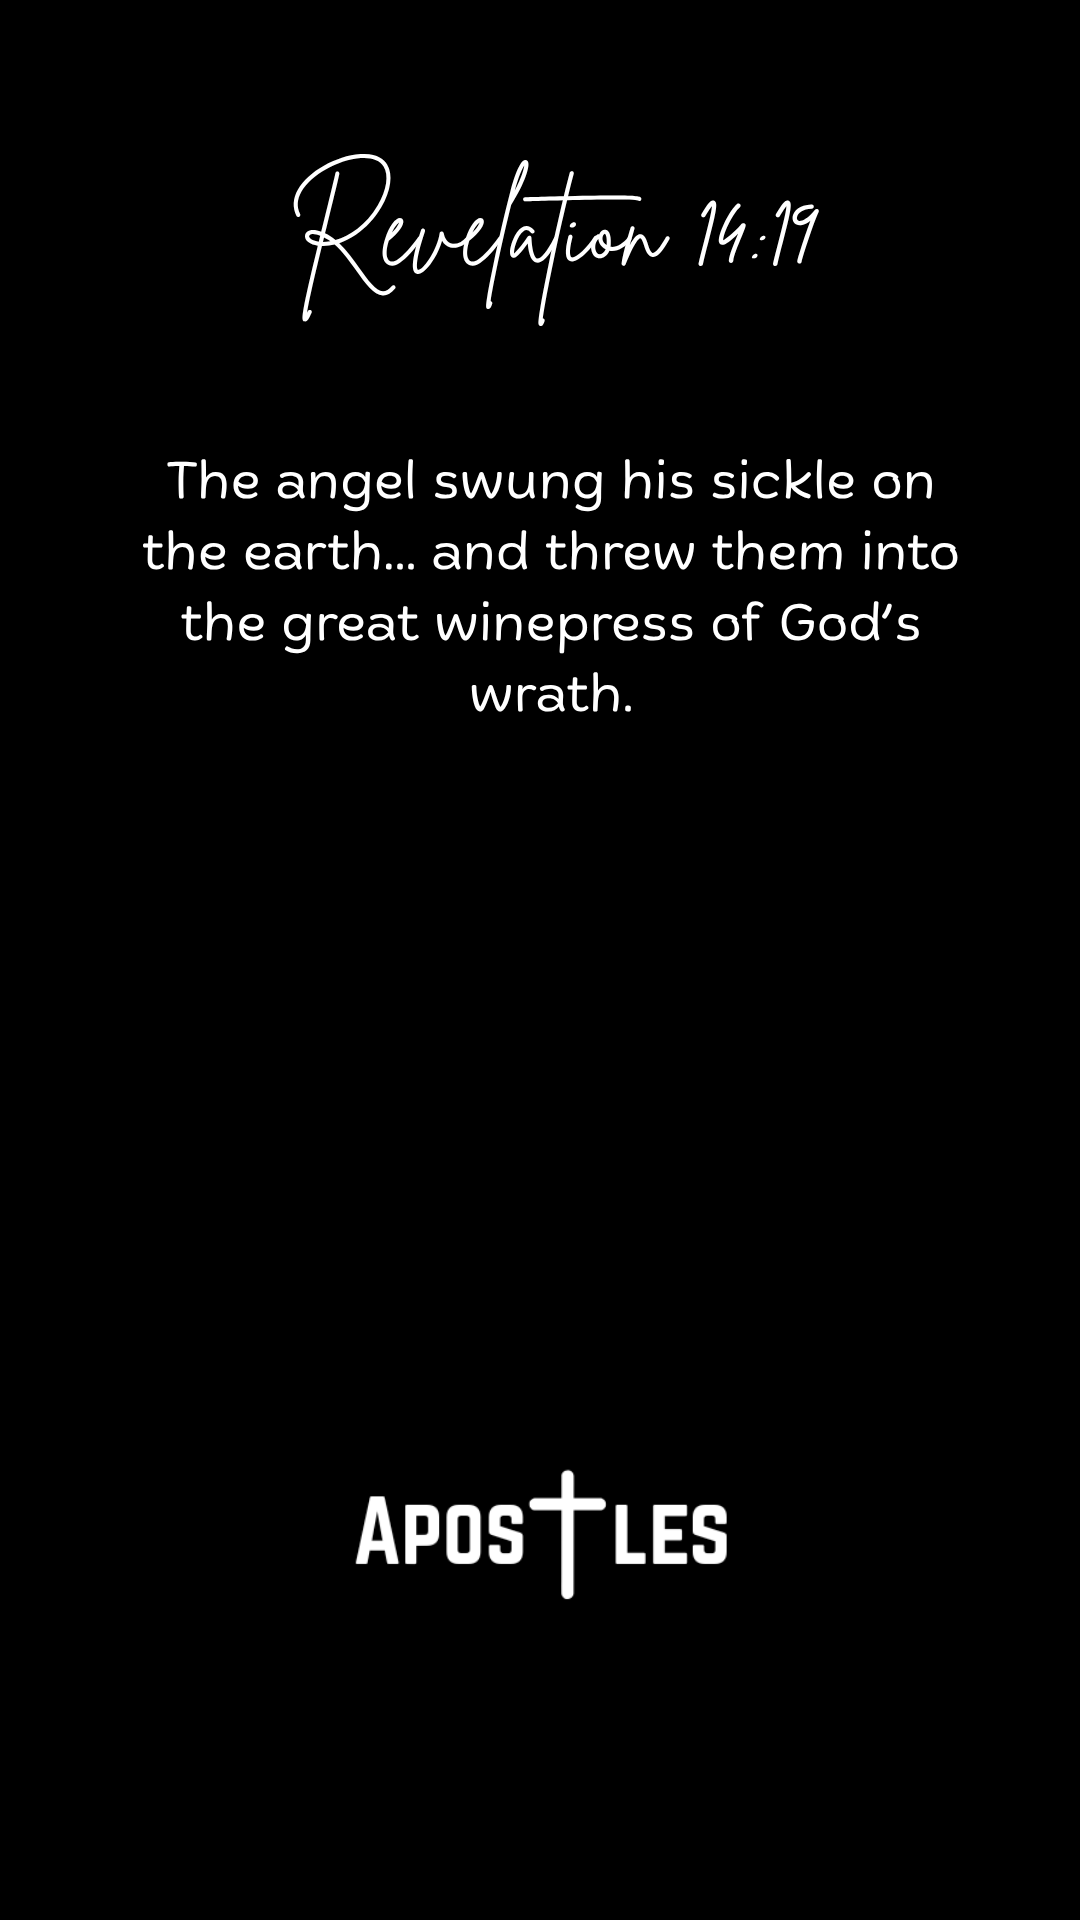 Revelation 14:19
The angel swung his sickle on
the earth... and threw them into
the great winepress of God's
wrath.
APOSTLES